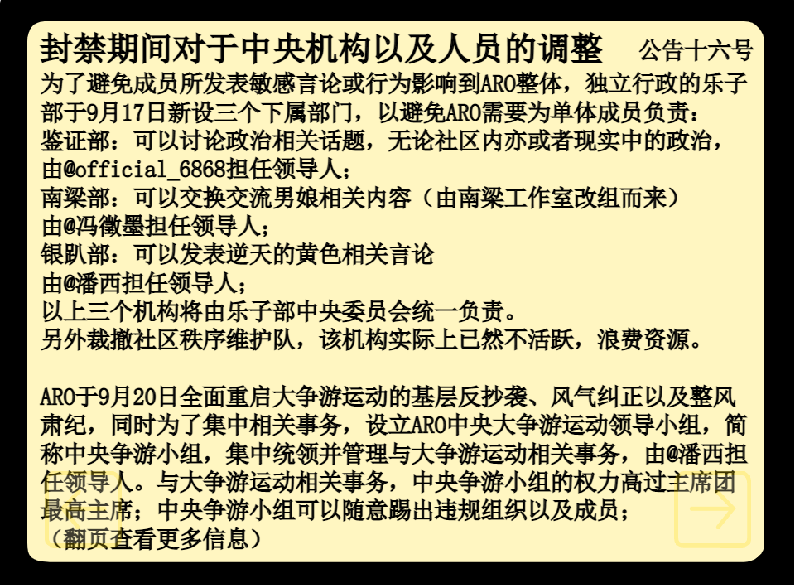 封禁期间对于中央机构以及人员的调整 公告十六号
为了避免成员所发表敏感言论或行为影响到ARO整体，独立行政的乐子
部于9月17日新设三个下属部门，以避免ARO需要为单体成员负责：
鉴证部：可以讨论政治相关话题，无论社区内亦或者现实中的政治，
由@official_6868担任领导人；
南梁部：可以交换交流男娘相关内容（由南梁工作室改组而来）
由@冯徵墨担任领导人；
银趴部：可以发表逆天的黄色相关言论
由@潘西担任领导人；
以上三个机构将由乐子部中央委员会统一负责。
另外裁撤社区秩序维护队，该机构实际上已然不活跃，浪费资源。
ARO于9月20日全面重启大争游运动的基层反抄袭、风气纠正以及整风
肃纪，同时为了集中相关事务，设立ARO中央大争游运动领导小组，简
称中央争游小组，集中统领并管理与大争游运动相关事务，由@潘西担
任领导人。与大争游运动相关事务，中央争游小组的权力高过主席团
最高主席；中央争游小组可以随意踢出违规组织以及成员；
（翻页查看更多信息）